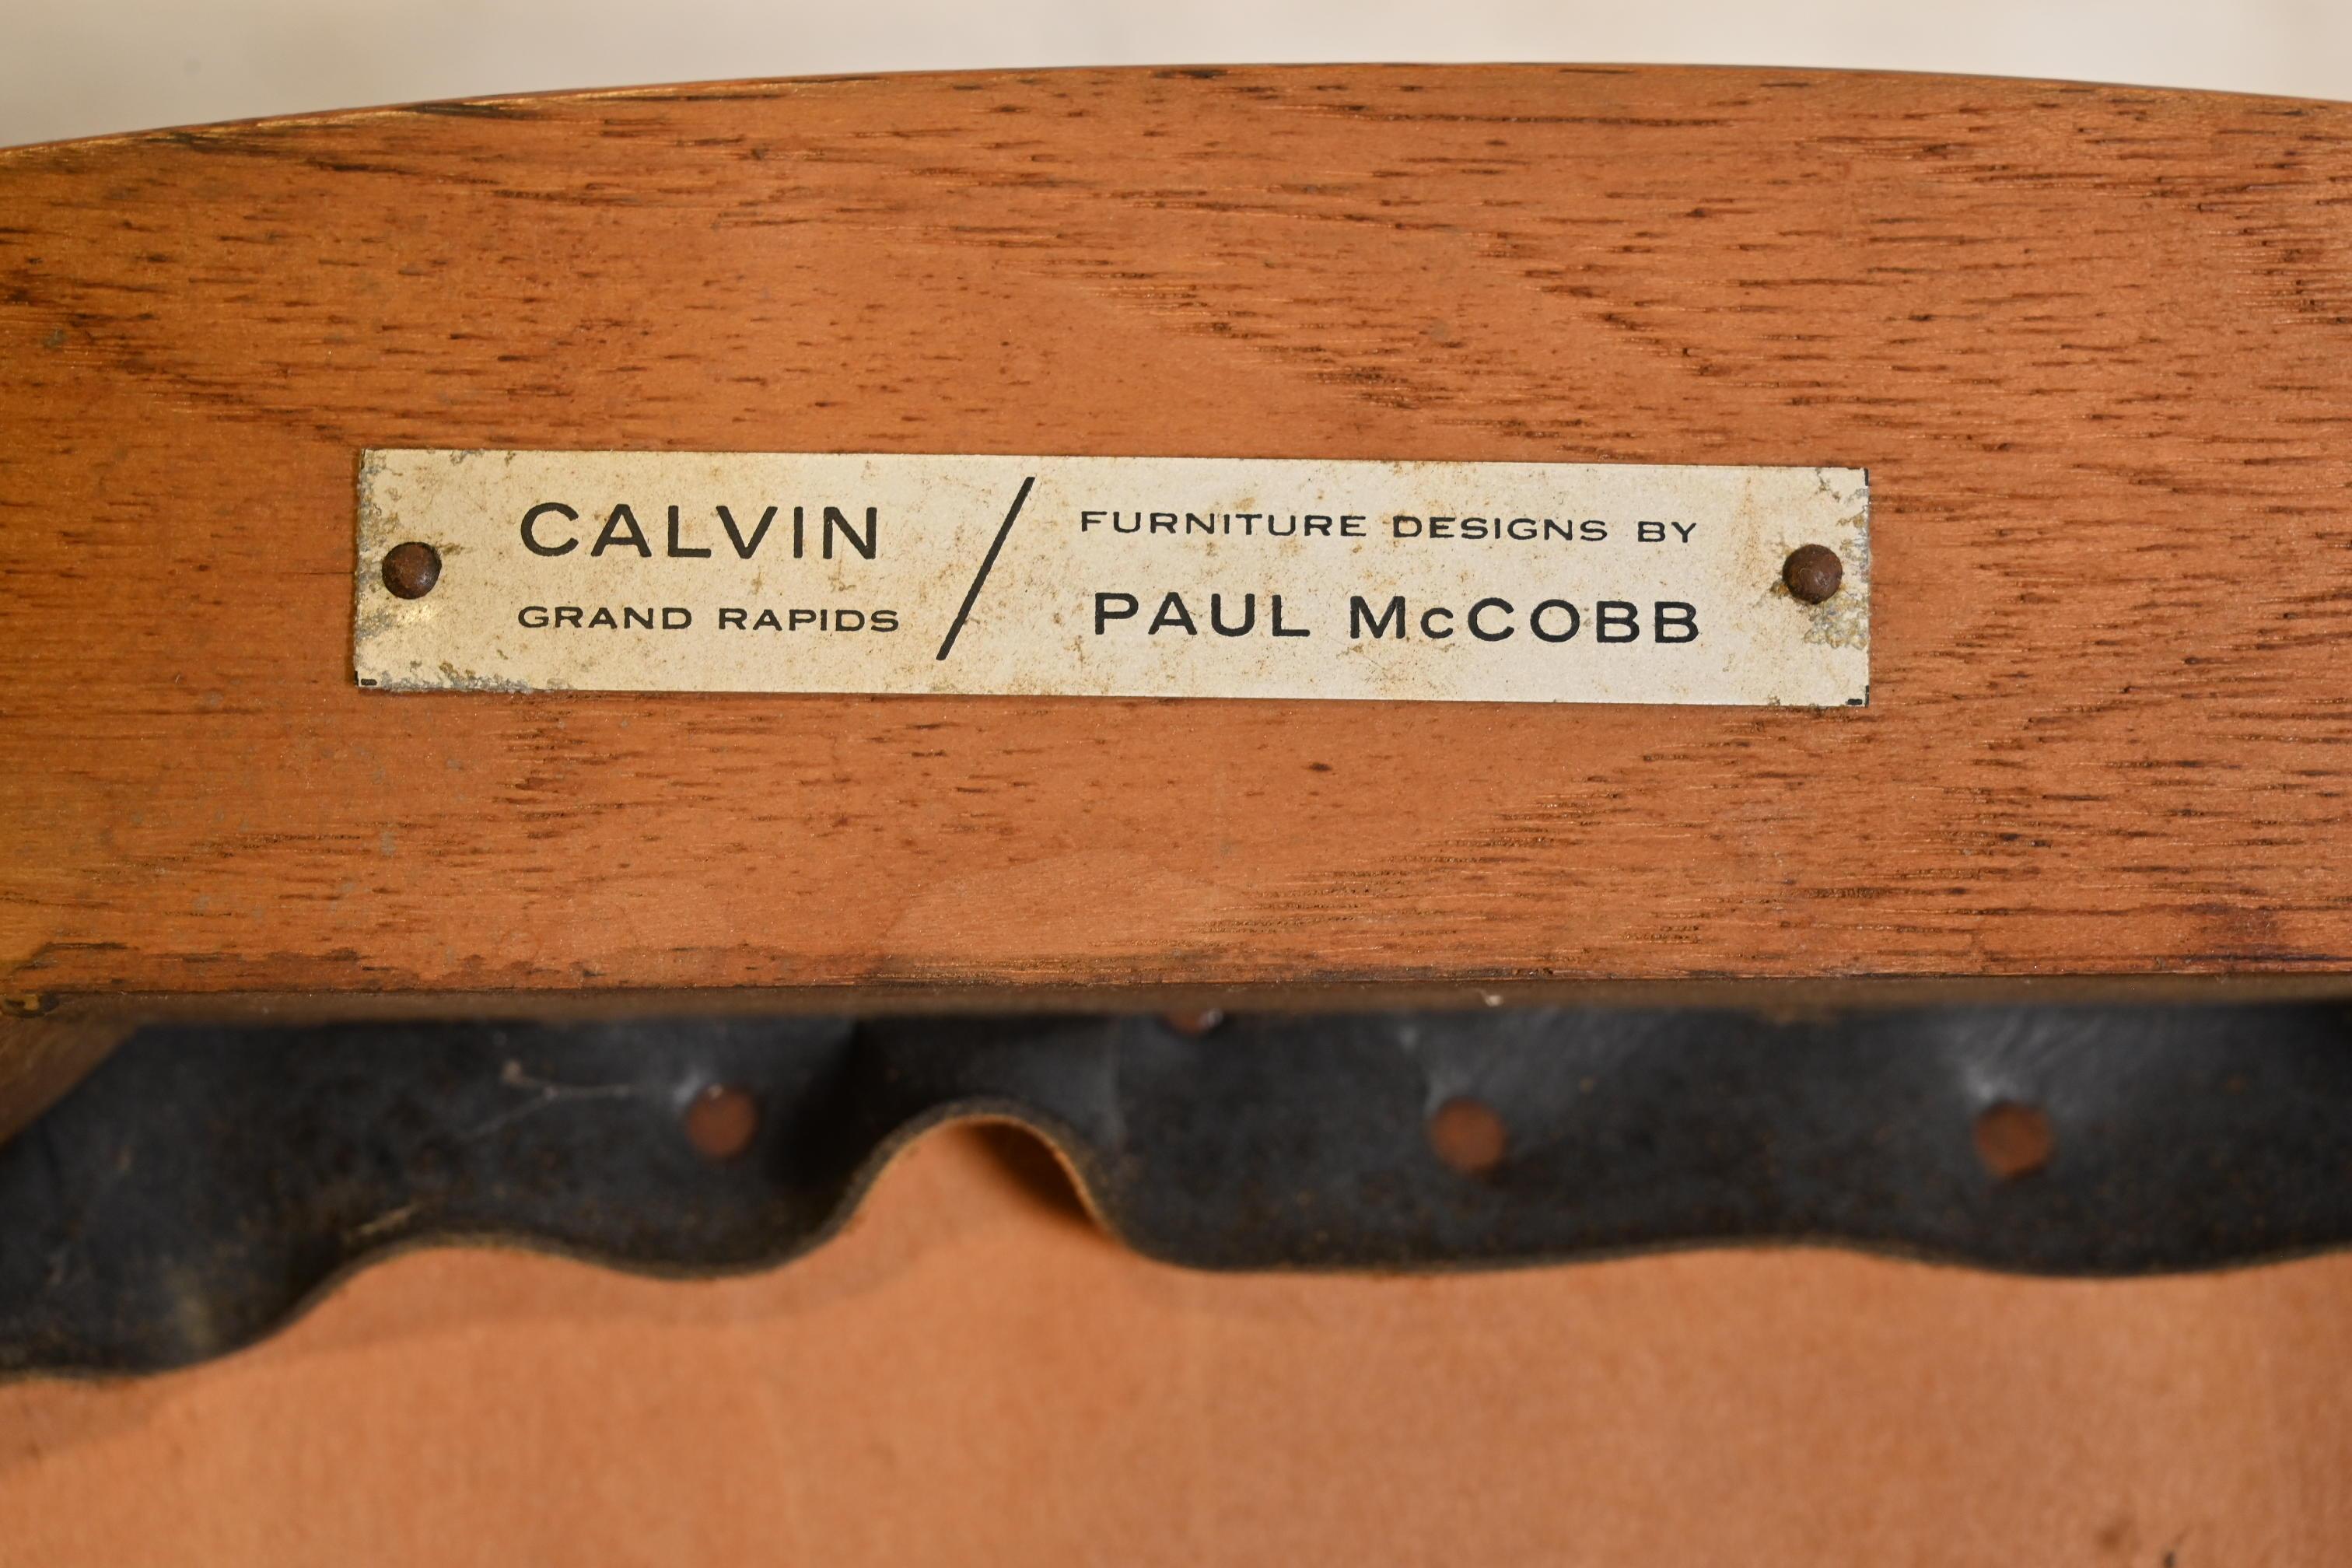 CALVIN
GRAND RAPIDS
/
FURNITURE DESIGNS BY
PAUL McCOBB